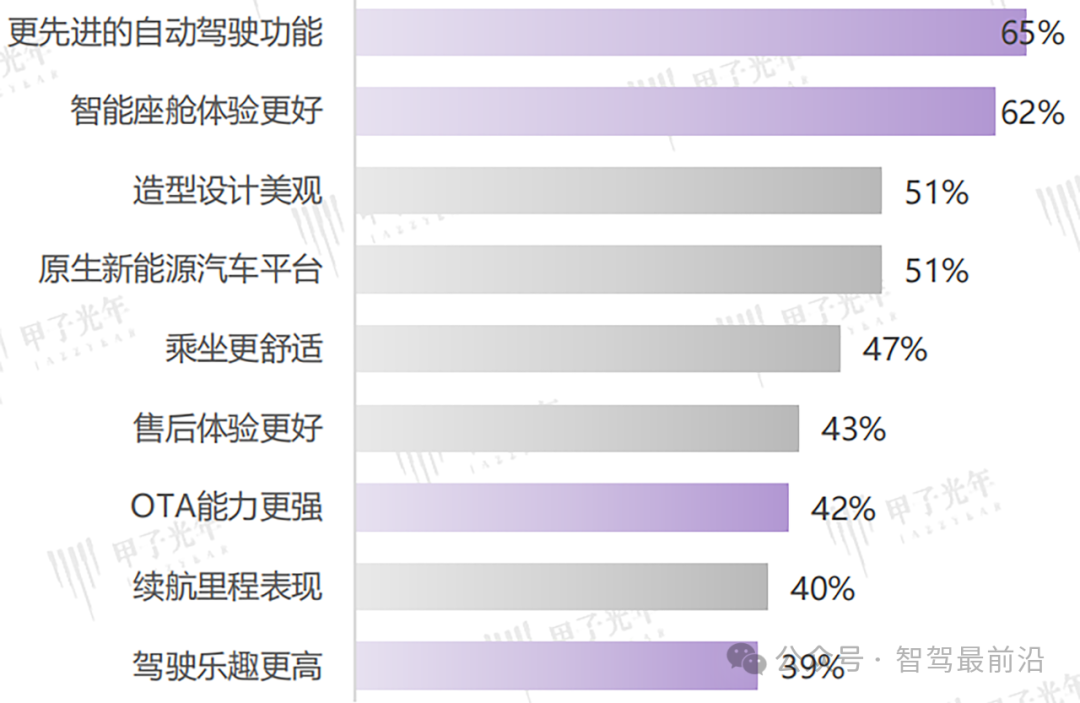 更先进的自动驾驶功能 65%
智能座舱体验更好 62%
造型设计美观 51%
原生新能源汽车平台 51%
乘坐更舒适 47%
售后体验更好 43%
OTA能力更强 42%
续航里程表现 40%
驾驶乐趣更高 39%
公众号 · 智驾最前沿
甲子光年
JAZZYEAR